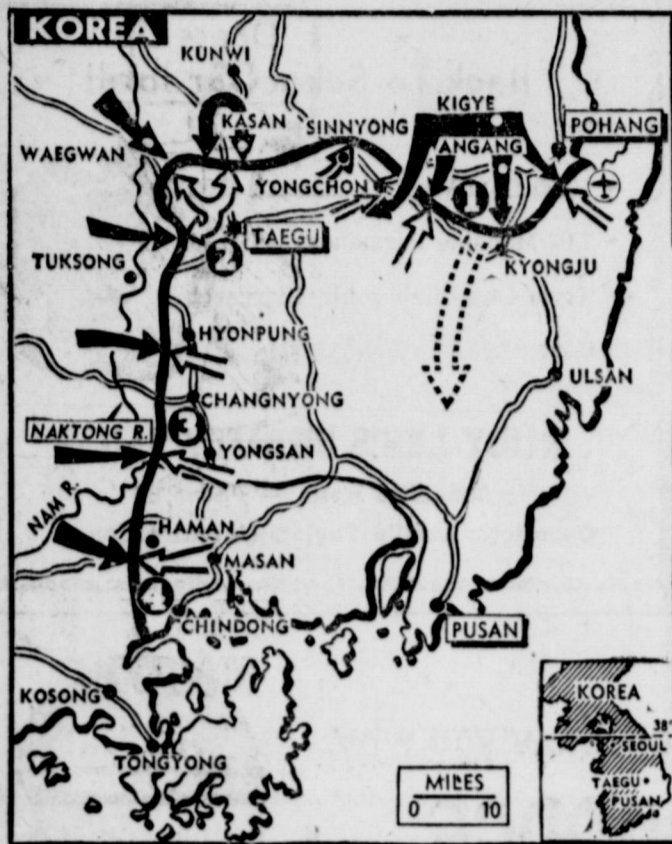 KOREA
KUNWI
KIGYE
KASAN
SINNYONG
POHANG
WAEGWAN
ANGANG
YONGCHON
1
TAEGU
2
KYONGJU
TUKSONG
HYONPUNG
ULSAN
CHANGNYONG
NAKTONG R.
3
YONGSAN
NAM R.
HAMAN
MASAN
4
CHINDONG
PUSAN
KOSONG
TONGYONG
MILES
0 10
KOREA
38°
SEOUL
TAEGU
PUSAN